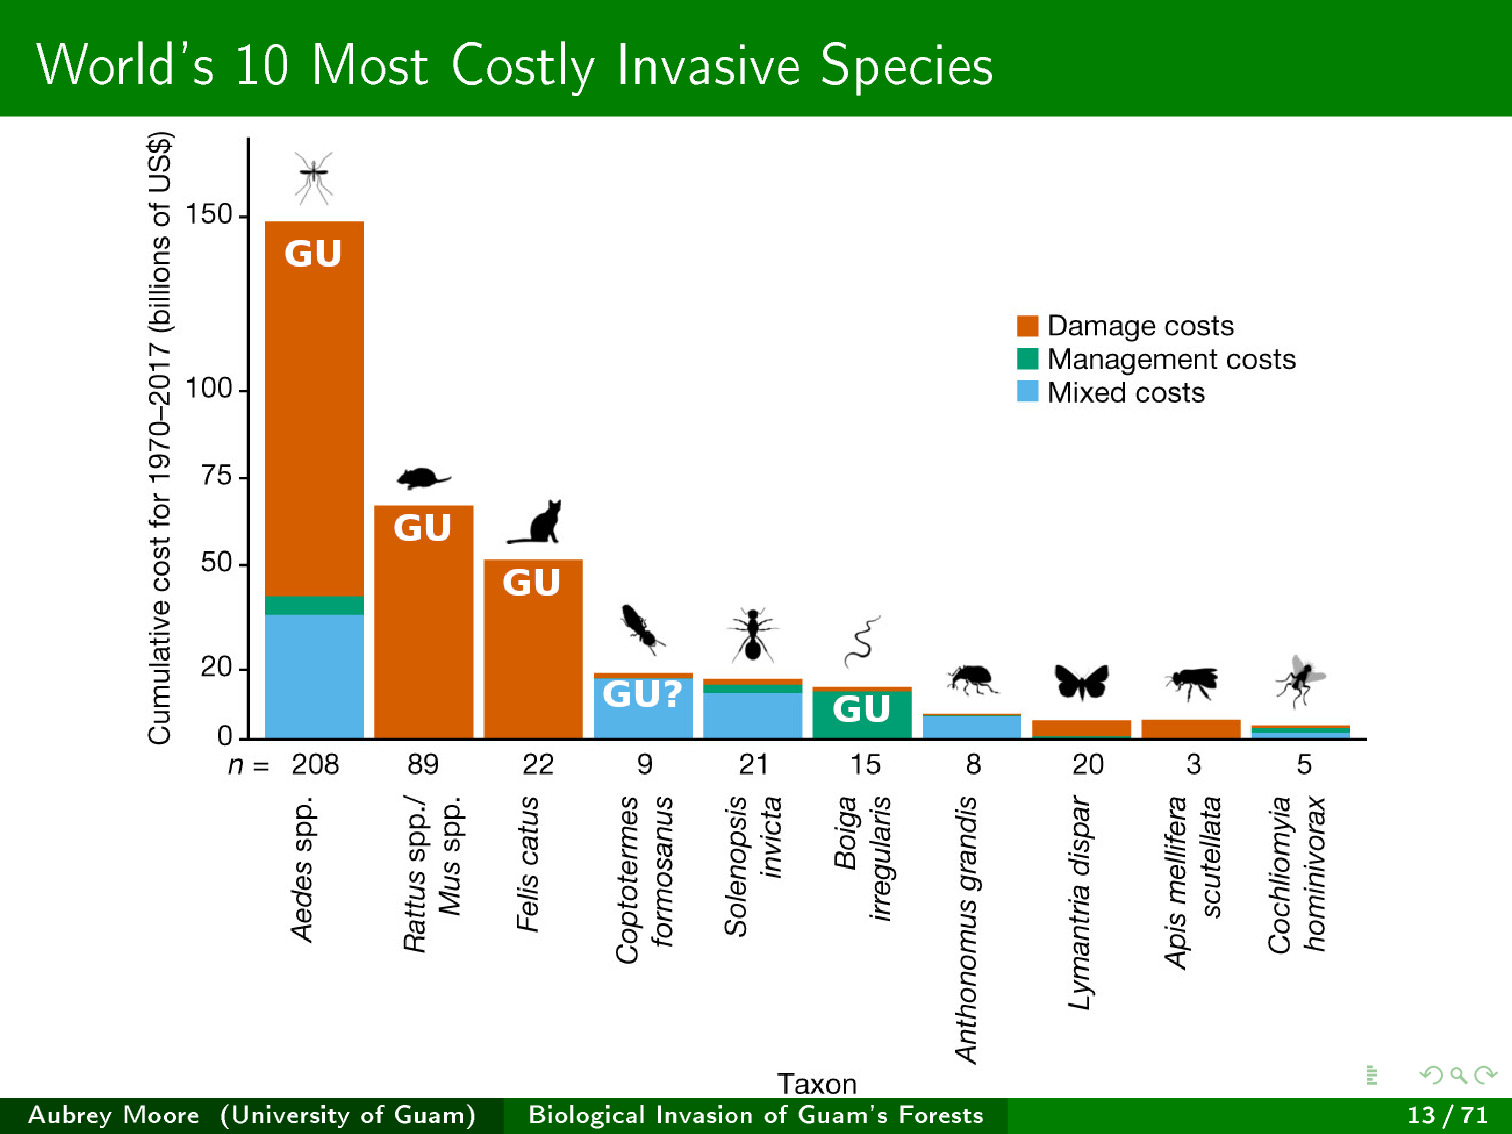 World's 10 Most Costly Invasive Species
Cumulative cost for 1970–2017 (billions of US$)
150
100
75
50
20
0
GU
GU
GU
GU?
GU
Damage costs
Management costs
Mixed costs
n = 208 89 22 9 21 15 8 20 3 5
Aedes spp.
Rattus spp./
Mus spp.
Felis catus
Coptotermes
formosanus
Solenopsis
invicta
Boiga
irregularis
Anthonomus grandis
Lymantria dispar
Apis mellifera
scutellata
Cochliomyia
hominivorax
Taxon
Aubrey Moore (University of Guam) Biological Invasion of Guam's Forests 13 / 71